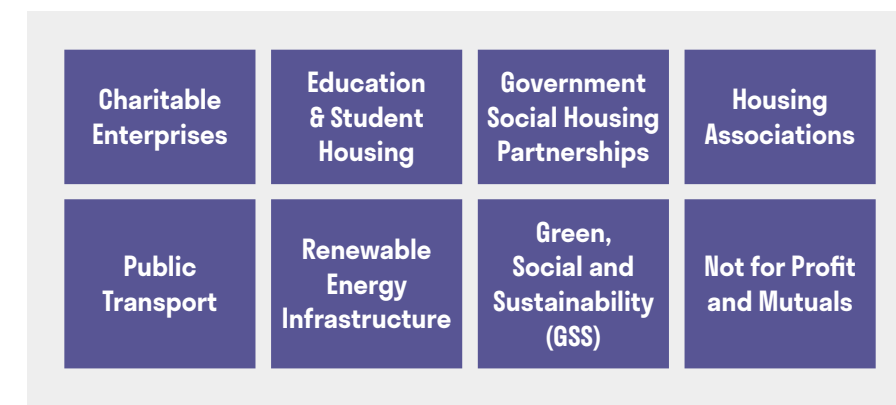 Charitable
Enterprises
Education
& Student
Housing
Government
Social Housing
Partnerships
Housing
Associations
Public
Transport
Renewable
Energy
Infrastructure
Green,
Social and
Sustainability
(GSS)
Not for Profit
and Mutuals